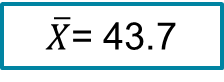 X̄ = 43.7